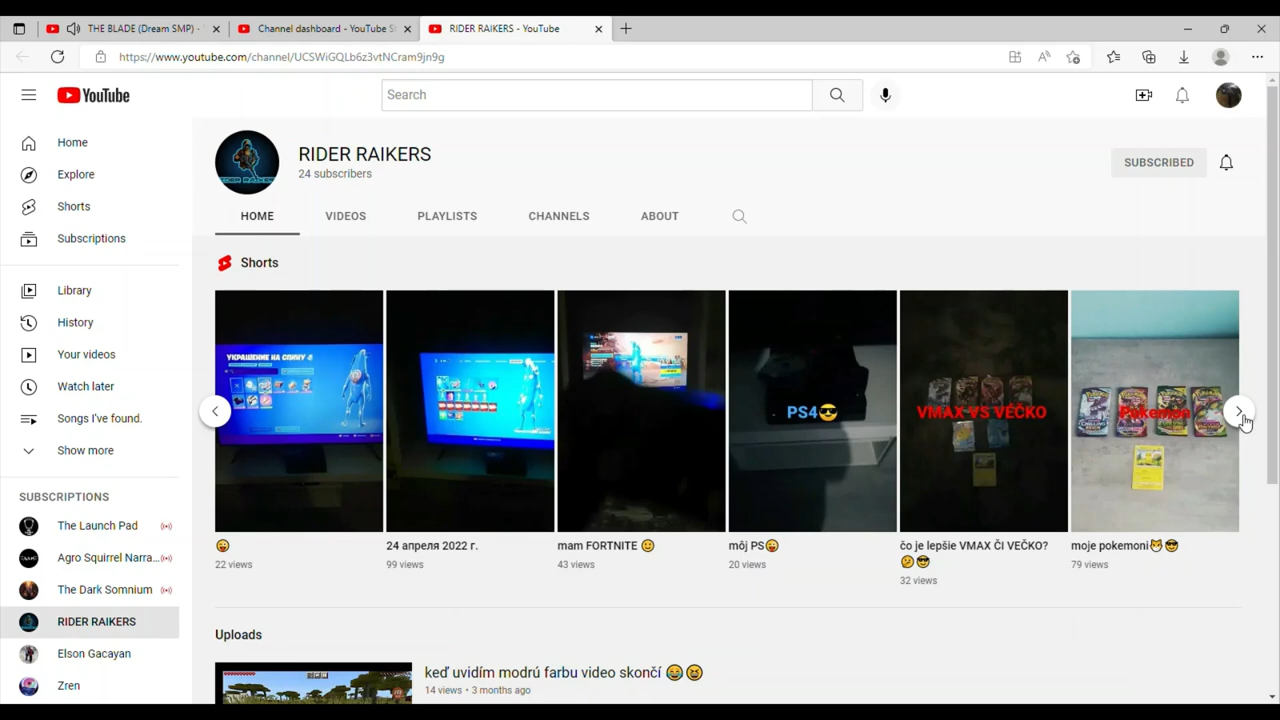 THE BLADE (Dream SMP) -
Channel dashboard - YouTube St
RIDER RAIKERS - YouTube
https://www.youtube.com/channel/UCSWiGQLb6z3vtNCram9jn9g
YouTube
Search
Home
Explore
Shorts
Subscriptions
Library
History
Your videos
Watch later
Songs I've found.
Show more
SUBSCRIPTIONS
The Launch Pad
Agro Squirrel Narra...
The Dark Somnium
RIDER RAIKERS
Elson Gacayan
Zren
RIDER RAIKERS
24 subscribers
SUBSCRIBED
HOME
VIDEOS
PLAYLISTS
CHANNELS
ABOUT
Shorts
УКРАШЕНИЕ НА СПИНУ
PS4😎
VMAX VS VÉČKO
Pokemon
😛
22 views
24 апреля 2022 г.
99 views
mam FORTNITE 🙂
43 views
môj PS😛
20 views
čo je lepšie VMAX ČI VEČKO?
🤔😎
32 views
moje pokemoni🐱😎
79 views
Uploads
keď uvidím modrú farbu video skončí 😂😆
14 views • 3 months ago